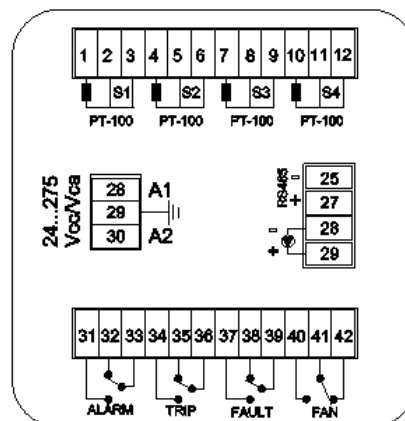 1 2 3 4 5 6 7 8 9 10 11 12
S1 S2 S3 S4
PT-100 PT-100 PT-100 PT-100
24...275
Vcc/Vca
28 A1
29
30 A2
RS485
- 25
+ 27
- 28
+ 29
31 32 33 34 35 36 37 38 39 40 41 42
ALARM TRIP FAULT FAN